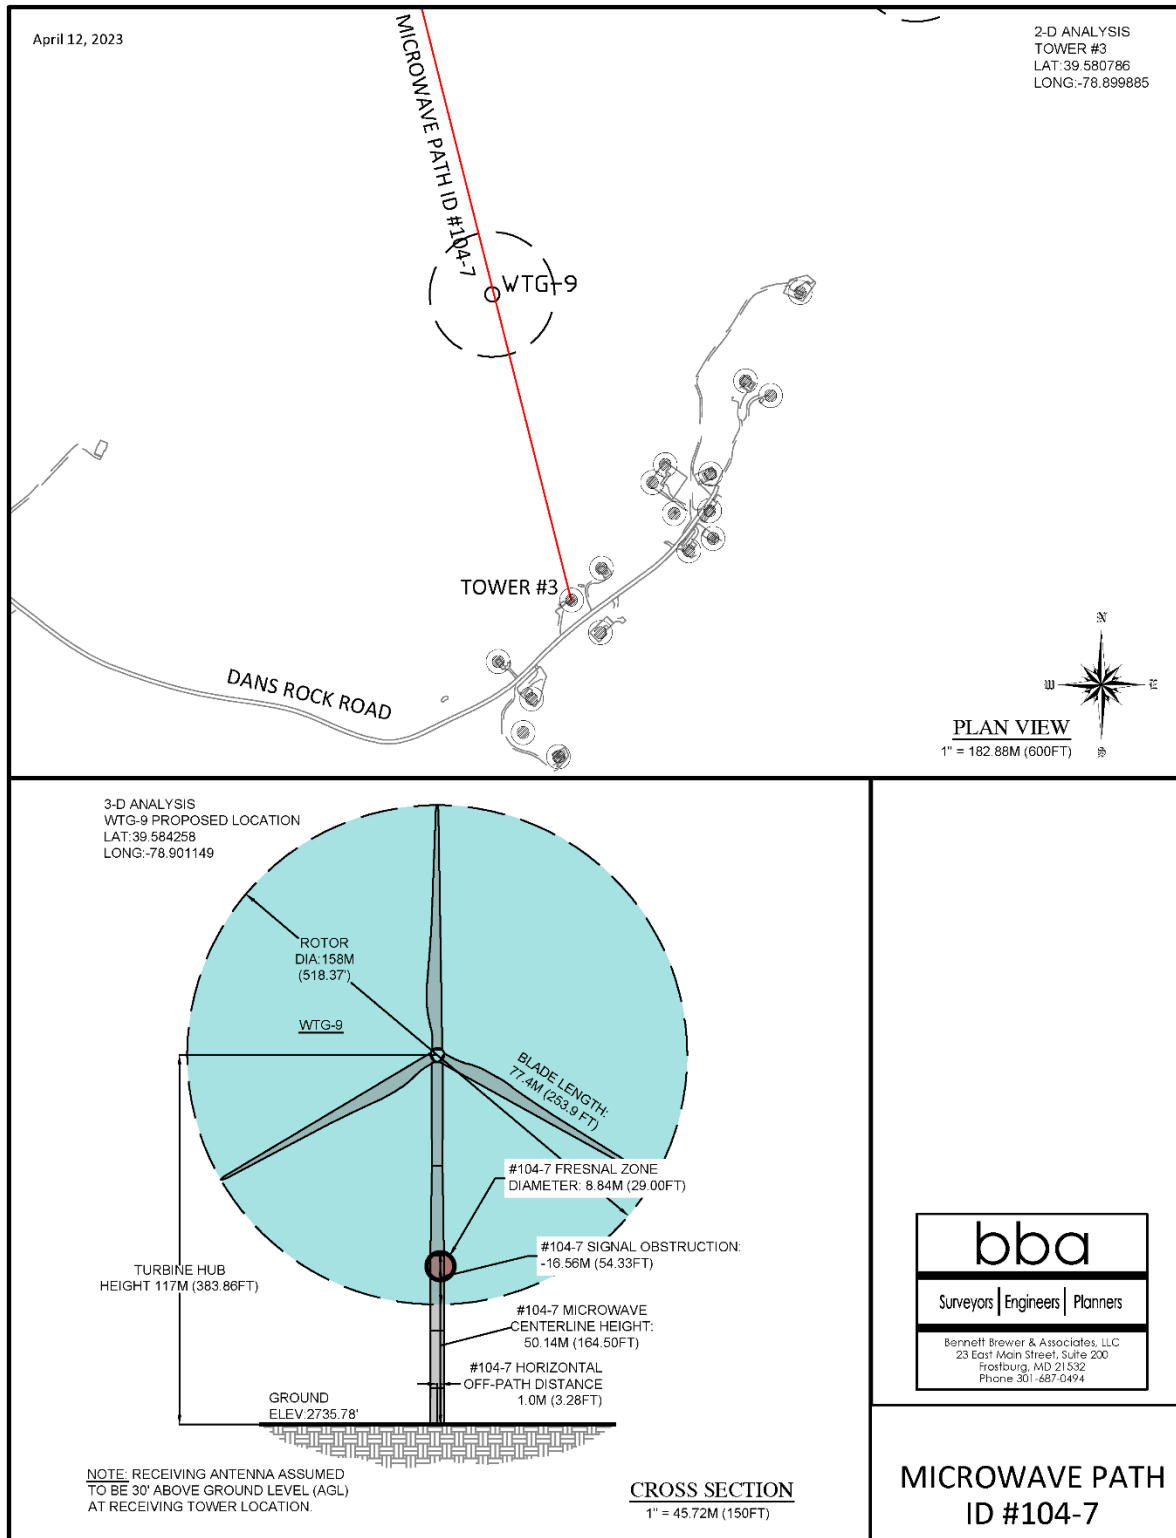 April 12, 2023
2-D ANALYSIS
TOWER #3
LAT:39.580786
LONG:-78.899885
MICROWAVE PATH ID #104-7
WTG-9
TOWER #3
DANS ROCK ROAD
N
W
E
S
PLAN VIEW
1" = 182.88M (600FT)
3-D ANALYSIS
WTG-9 PROPOSED LOCATION
LAT:39.584258
LONG:-78.901149
ROTOR
DIA:158M
(518.37')
WTG-9
BLADE LENGTH:
77.4M (253.9 FT)
#104-7 FRESNAL ZONE
DIAMETER: 8.84M (29.00FT)
#104-7 SIGNAL OBSTRUCTION:
-16.56M (54.33FT)
TURBINE HUB
HEIGHT 117M (383.86FT)
#104-7 MICROWAVE
CENTERLINE HEIGHT:
50.14M (164.50FT)
#104-7 HORIZONTAL
OFF-PATH DISTANCE
1.0M (3.28FT)
GROUND
ELEV:2735.78'
NOTE: RECEIVING ANTENNA ASSUMED
TO BE 30' ABOVE GROUND LEVEL (AGL)
AT RECEIVING TOWER LOCATION.
CROSS SECTION
1" = 45.72M (150FT)
bba
Surveyors | Engineers | Planners
Bennett Brewer & Associates, LLC
23 East Main Street, Suite 200
Frostburg, MD 21532
Phone 301-687-0494
MICROWAVE PATH
ID #104-7